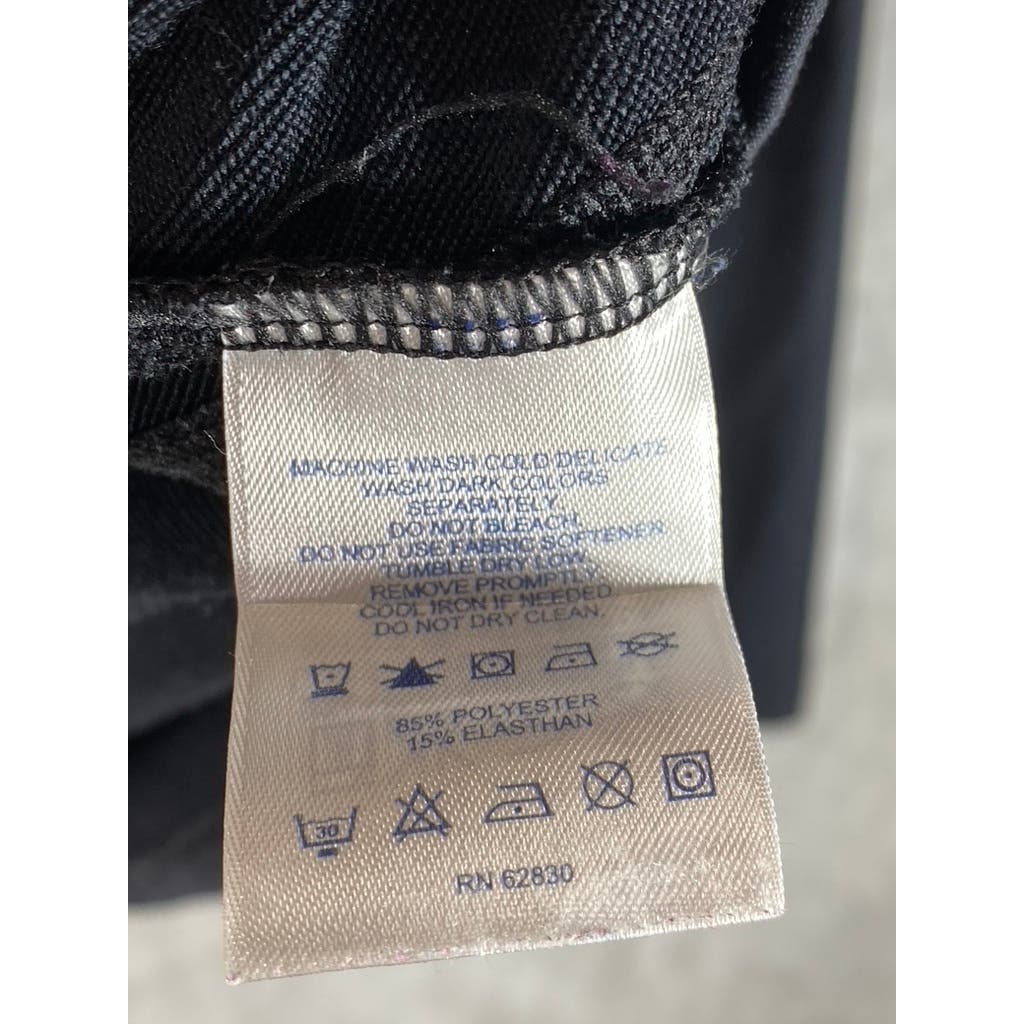 MACHINE WASH COLD DELICATE
WASH DARK COLORS
SEPARATELY.
DO NOT BLEACH.
DO NOT USE FABRIC SOFTENER
TUMBLE DRY LOW.
REMOVE PROMPTLY.
COOL IRON IF NEEDED
DO NOT DRY CLEAN.
85% POLYESTER
15% ELASTHAN
30
RN 62830